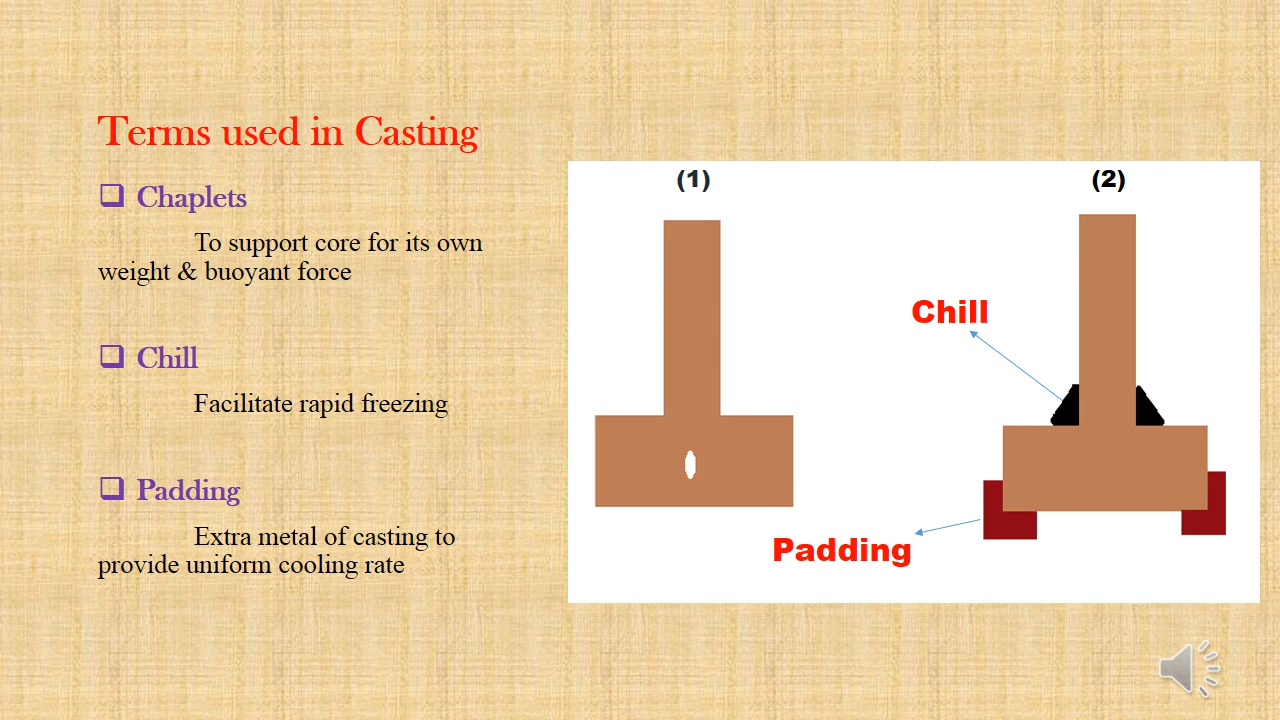 Terms used in Casting
Chaplets
To support core for its own
weight & buoyant force
Chill
Facilitate rapid freezing
Padding
Extra metal of casting to
provide uniform cooling rate
(1)
(2)
Chill
Padding